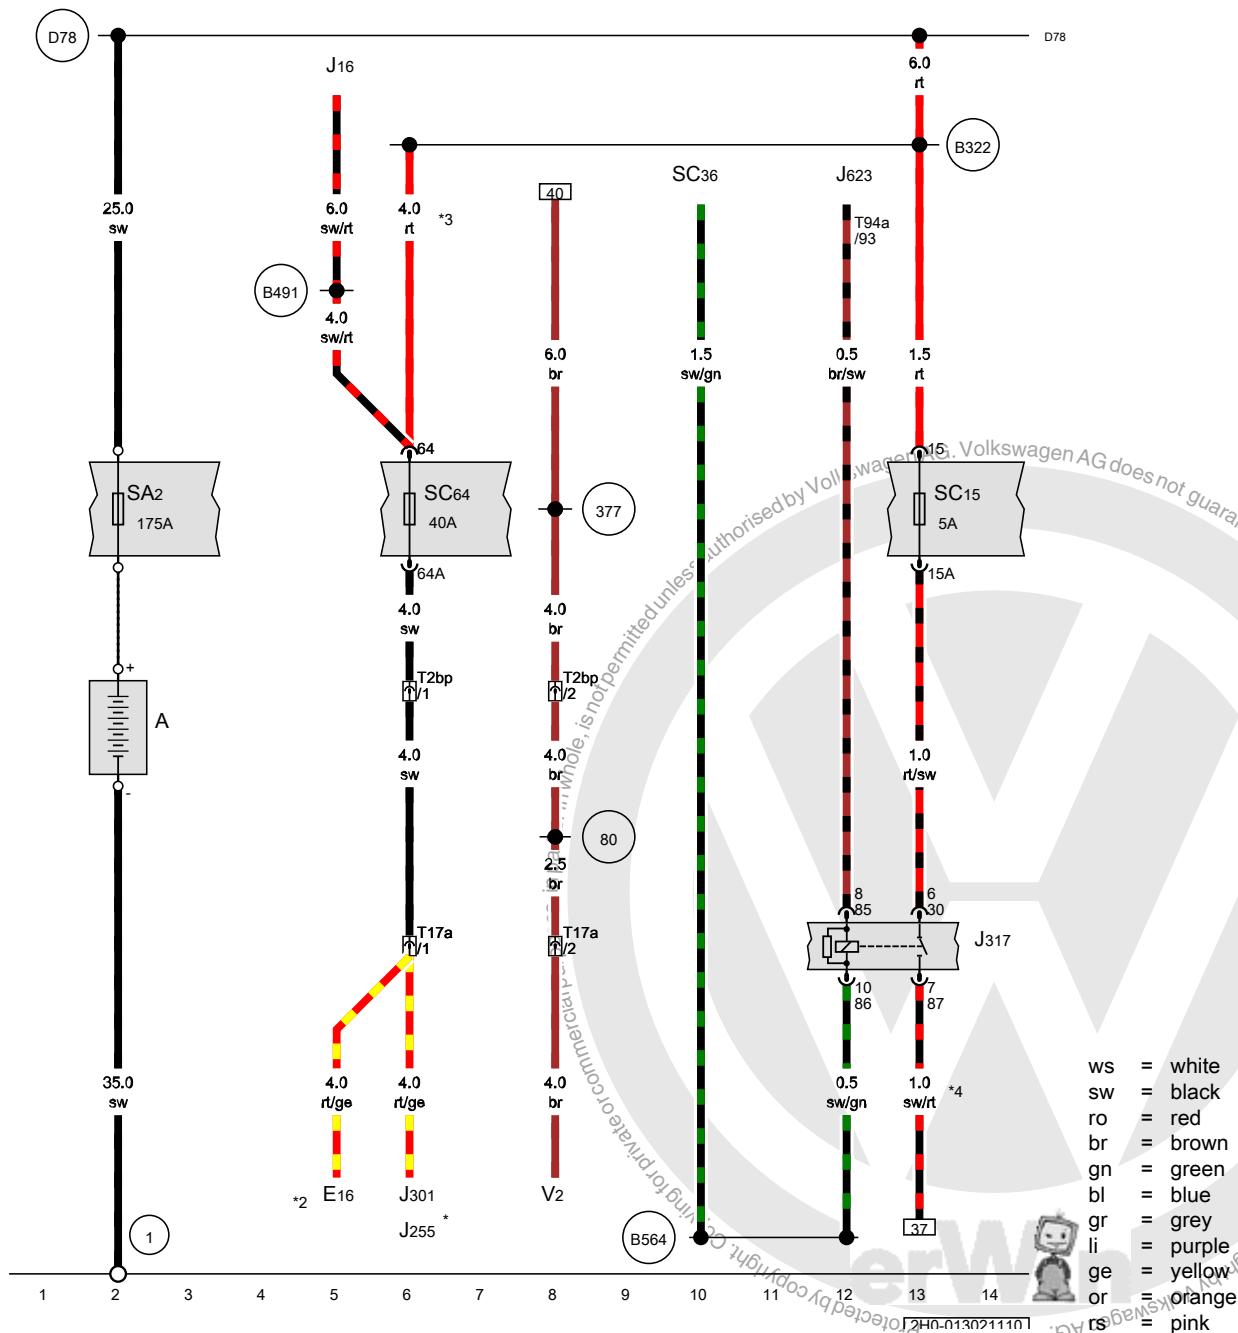 D78
D78
J16
6.0
rt
B322
SC36
J623
40
25.0
sw
6.0
sw/rt
4.0
rt
*3
T94a
/93
B491
4.0
sw/rt
6.0
br
1.5
sw/gn
0.5
br/sw
1.5
rt
64
15
SA2
175A
SC64
40A
377
SC15
5A
64A
15A
4.0
sw
4.0
br
+
T2bp
/1
T2bp
/2
A
4.0
sw
4.0
br
1.0
rt/sw
-
80
2.5
br
8
85
6
30
T17a
/1
T17a
/2
J317
10
86
7
87
35.0
sw
4.0
rt/ge
4.0
rt/ge
4.0
br
0.5
sw/gn
1.0
sw/rt
*4
*2
E16
J301
J255 *
V2
1
B564
37
1 2 3 4 5 6 7 8 9 10 11 12 13 14
2H0-013021110
ws = white
sw = black
ro = red
br = brown
gn = green
bl = blue
gr = grey
li = purple
ge = yellow
or = orange
rs = pink
erWin